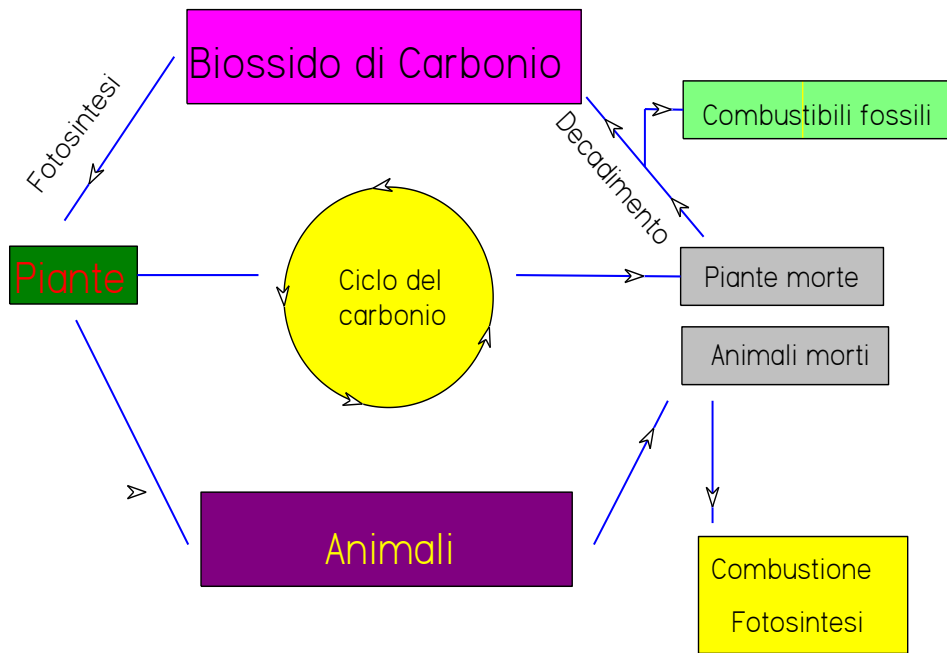 Biossido di Carbonio
Fotosintesi
Decadimento
Combustibili fossili
Piante
Ciclo del
carbonio
Piante morte
Animali morti
Animali
Combustione
Fotosintesi